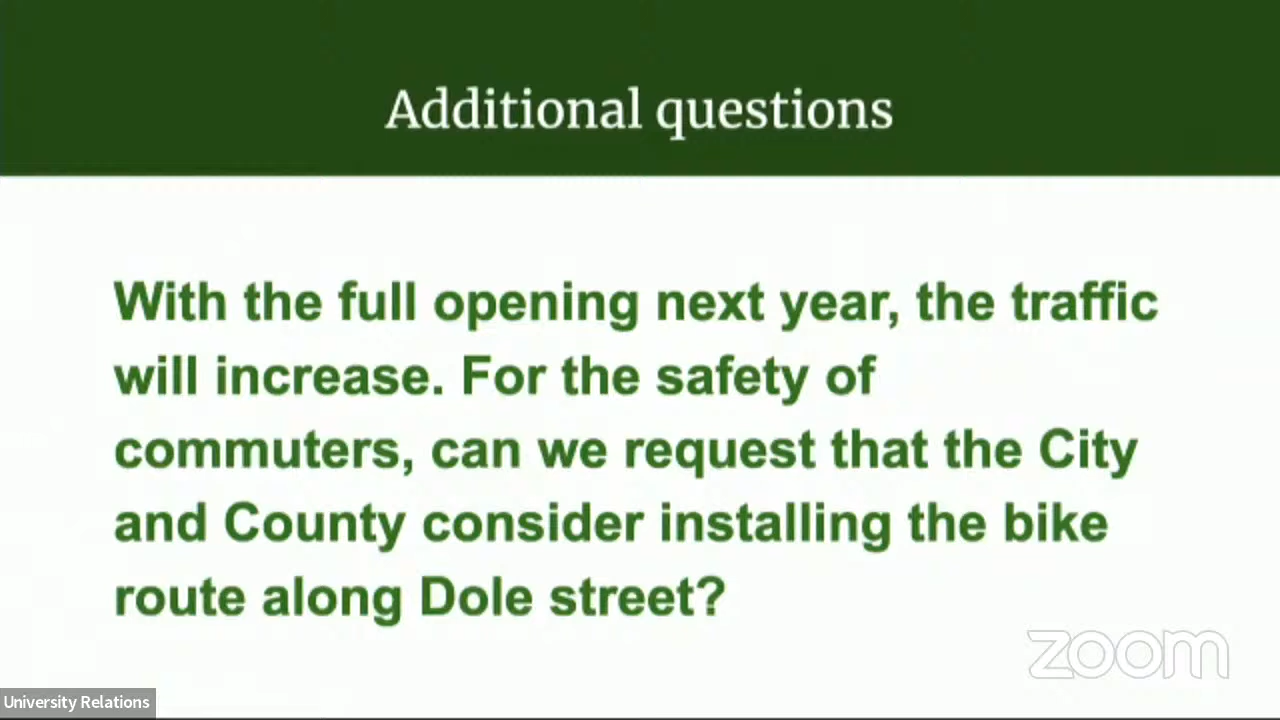 Additional questions
With the full opening next year, the traffic
will increase. For the safety of
commuters, can we request that the City
and County consider installing the bike
route along Dole street?
zoom
University Relations